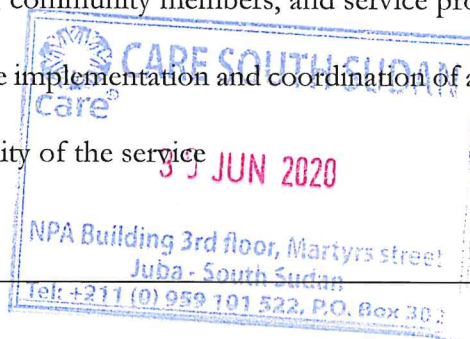 community members, and service pro
CARE SOUTH SUDAN
e implementation and coordination of a
care®
ity of the service
JUN 2020
NPA Building 3rd floor, Martyrs street
Juba - South Sudan
Tel: +211 (0) 959 101 522, P.O. Box 302